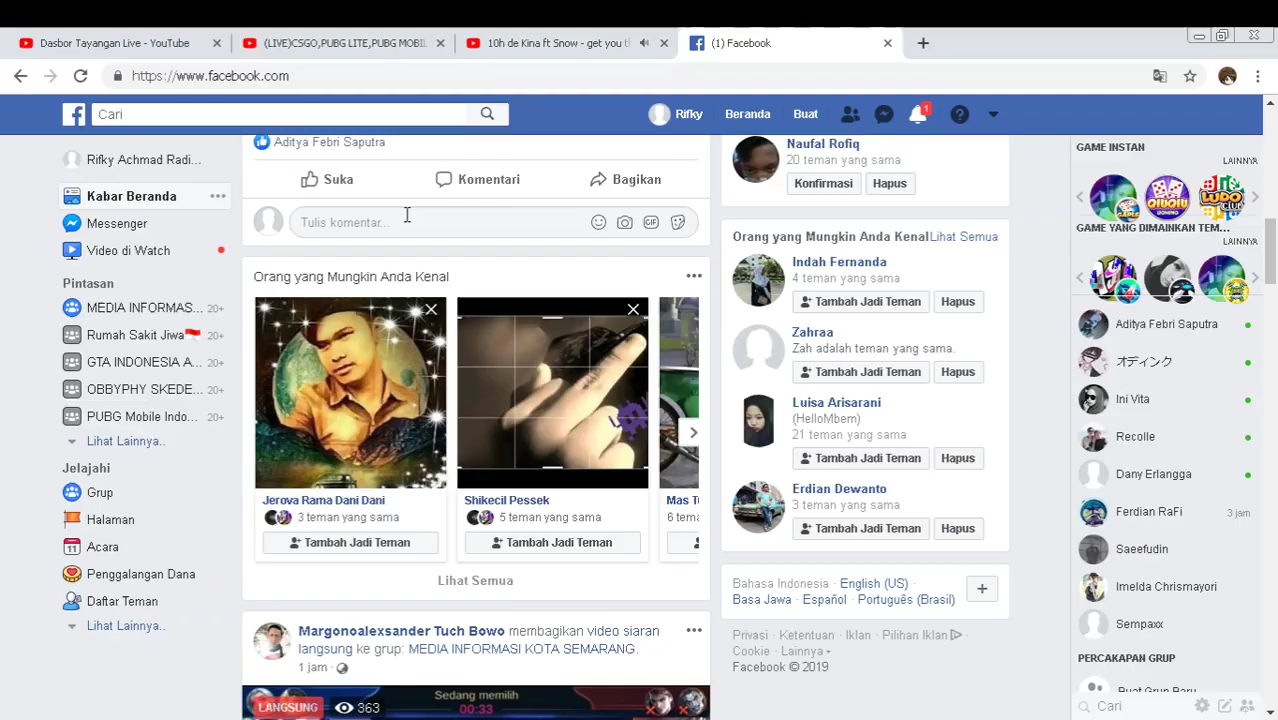 Dasbor Tayangan Live - YouTube
(LIVE)CSGO,PUBG LITE,PUBG MOBIL
10h de Kina ft Snow - get you th
(1) Facebook
https://www.facebook.com
Cari
Rifky
Beranda
Buat
1
Rifky Achmad Radi...
Kabar Beranda
Messenger
Video di Watch
Pintasan
MEDIA INFORMAS... 20+
Rumah Sakit Jiwa 20+
GTA INDONESIA A... 20+
OBBYPHY SKEDE... 20+
PUBG Mobile Indo... 20+
Lihat Lainnya..
Jelajahi
Grup
Halaman
11
Acara
Penggalangan Dana
Daftar Teman
Lihat Lainnya..
Aditya Febri Saputra
Suka
Komentari
Bagikan
Tulis komentar...
GIF
Orang yang Mungkin Anda Kenal
Jerova Rama Dani Dani
3 teman yang sama
Tambah Jadi Teman
Shikecil Pessek
5 teman yang sama
Tambah Jadi Teman
6 tema
Lihat Semua
Margonoalexsander Tuch Bowo membagikan video siaran
langsung ke grup: MEDIA INFORMASI KOTA SEMARANG.
1 jam
LANGSUNG
363
Sedang memilih
00:33
Naufal Rofiq
20 teman yang sama
Konfirmasi
Hapus
Orang yang Mungkin Anda Kenal
Lihat Semua
Indah Fernanda
4 teman yang sama
Tambah Jadi Teman
Hapus
Zahraa
Zah adalah teman yang sama.
Tambah Jadi Teman
Hapus
Luisa Arisarani
(HelloMbem)
21 teman yang sama
Tambah Jadi Teman
Hapus
Erdian Dewanto
3 teman yang sama
Tambah Jadi Teman
Hapus
Bahasa Indonesia · English (US) ·
Basa Jawa · Español · Português (Brasil)
Privasi · Ketentuan · Iklan · Pilihan Iklan ·
Cookie · Lainnya
Facebook © 2019
GAME INSTAN
LAINNYA
QIUQIU
LUDO
CLUB
GAME YANG DIMAINKAN TEM...
LAINNYA
Aditya Febri Saputra
オディンク
Ini Vita
Recolle
Dany Erlangga
Ferdian RaFi 3 jam
Saeefudin
Imelda Chrismayori
Sempaxx
PERCAKAPAN GRUP
Buat Grup Baru
Cari